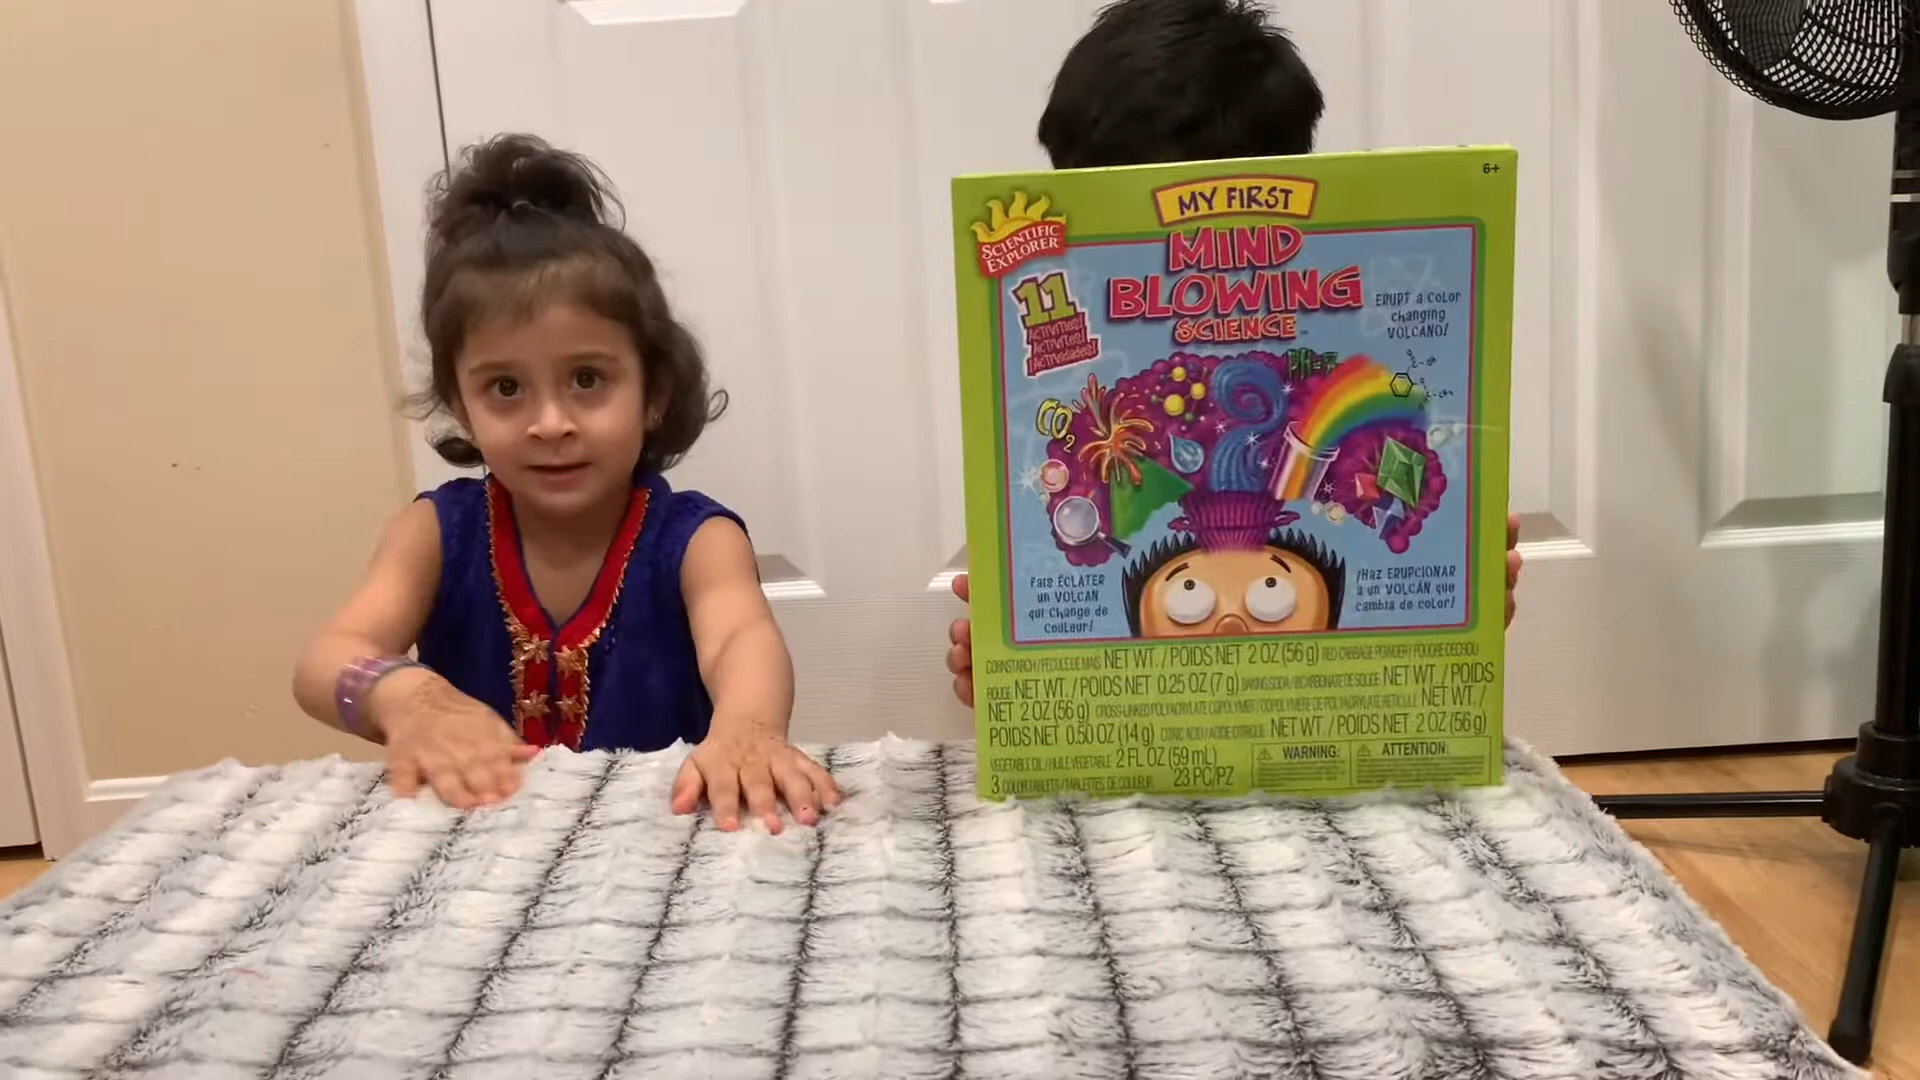 6+
MY FIRST
SCIENTIFIC
EXPLORER
MIND
BLOWING
SCIENCE
11
ACTIVITIES!
ACTIVITÉS!
¡ACTIVIDADES!
ERUPT a COLOR
changing
VOLCANO!
PH=7
CO2
Fais ÉCLATER
un VOLCAN
qui change de
COULEUR!
¡Haz ERUPCIONAR
a un VOLCÁN que
cambia de color!
CORNSTARCH / FÉCULE DE MAÏS NET WT. / POIDS NET 2 OZ (56 g) RED CABBAGE POWDER / POUDRE DE CHOU
ROUGE NET WT. / POIDS NET 0.25 OZ (7 g) BAKING SODA / BICARBONATE DE SOUDE NET WT. / POIDS
NET 2 OZ (56 g) CROSS-LINKED POLYACRYLATE COPOLYMER / COPOLYMÈRE DE POLYACRYLATE RÉTICULÉ NET WT. /
POIDS NET 0.50 OZ (14 g) CITRIC ACID / ACIDE CITRIQUE NET WT. / POIDS NET 2 OZ (56 g)
VEGETABLE OIL / HUILE VÉGÉTALE 2 FL OZ (59 mL)
3 COLOR TABLETS / TABLETTES DE COULEUR 23 PC/PZ
WARNING:
ATTENTION: